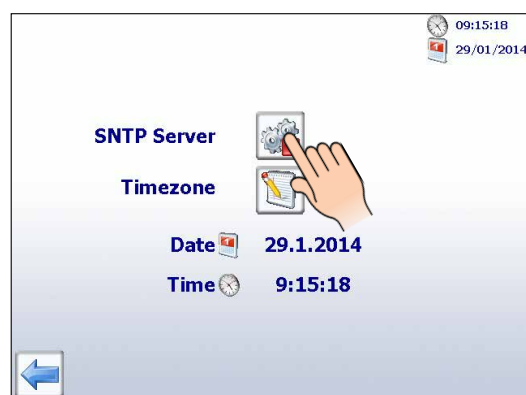 09:15:18
29/01/2014
SNTP Server
Timezone
Date 29.1.2014
Time 9:15:18